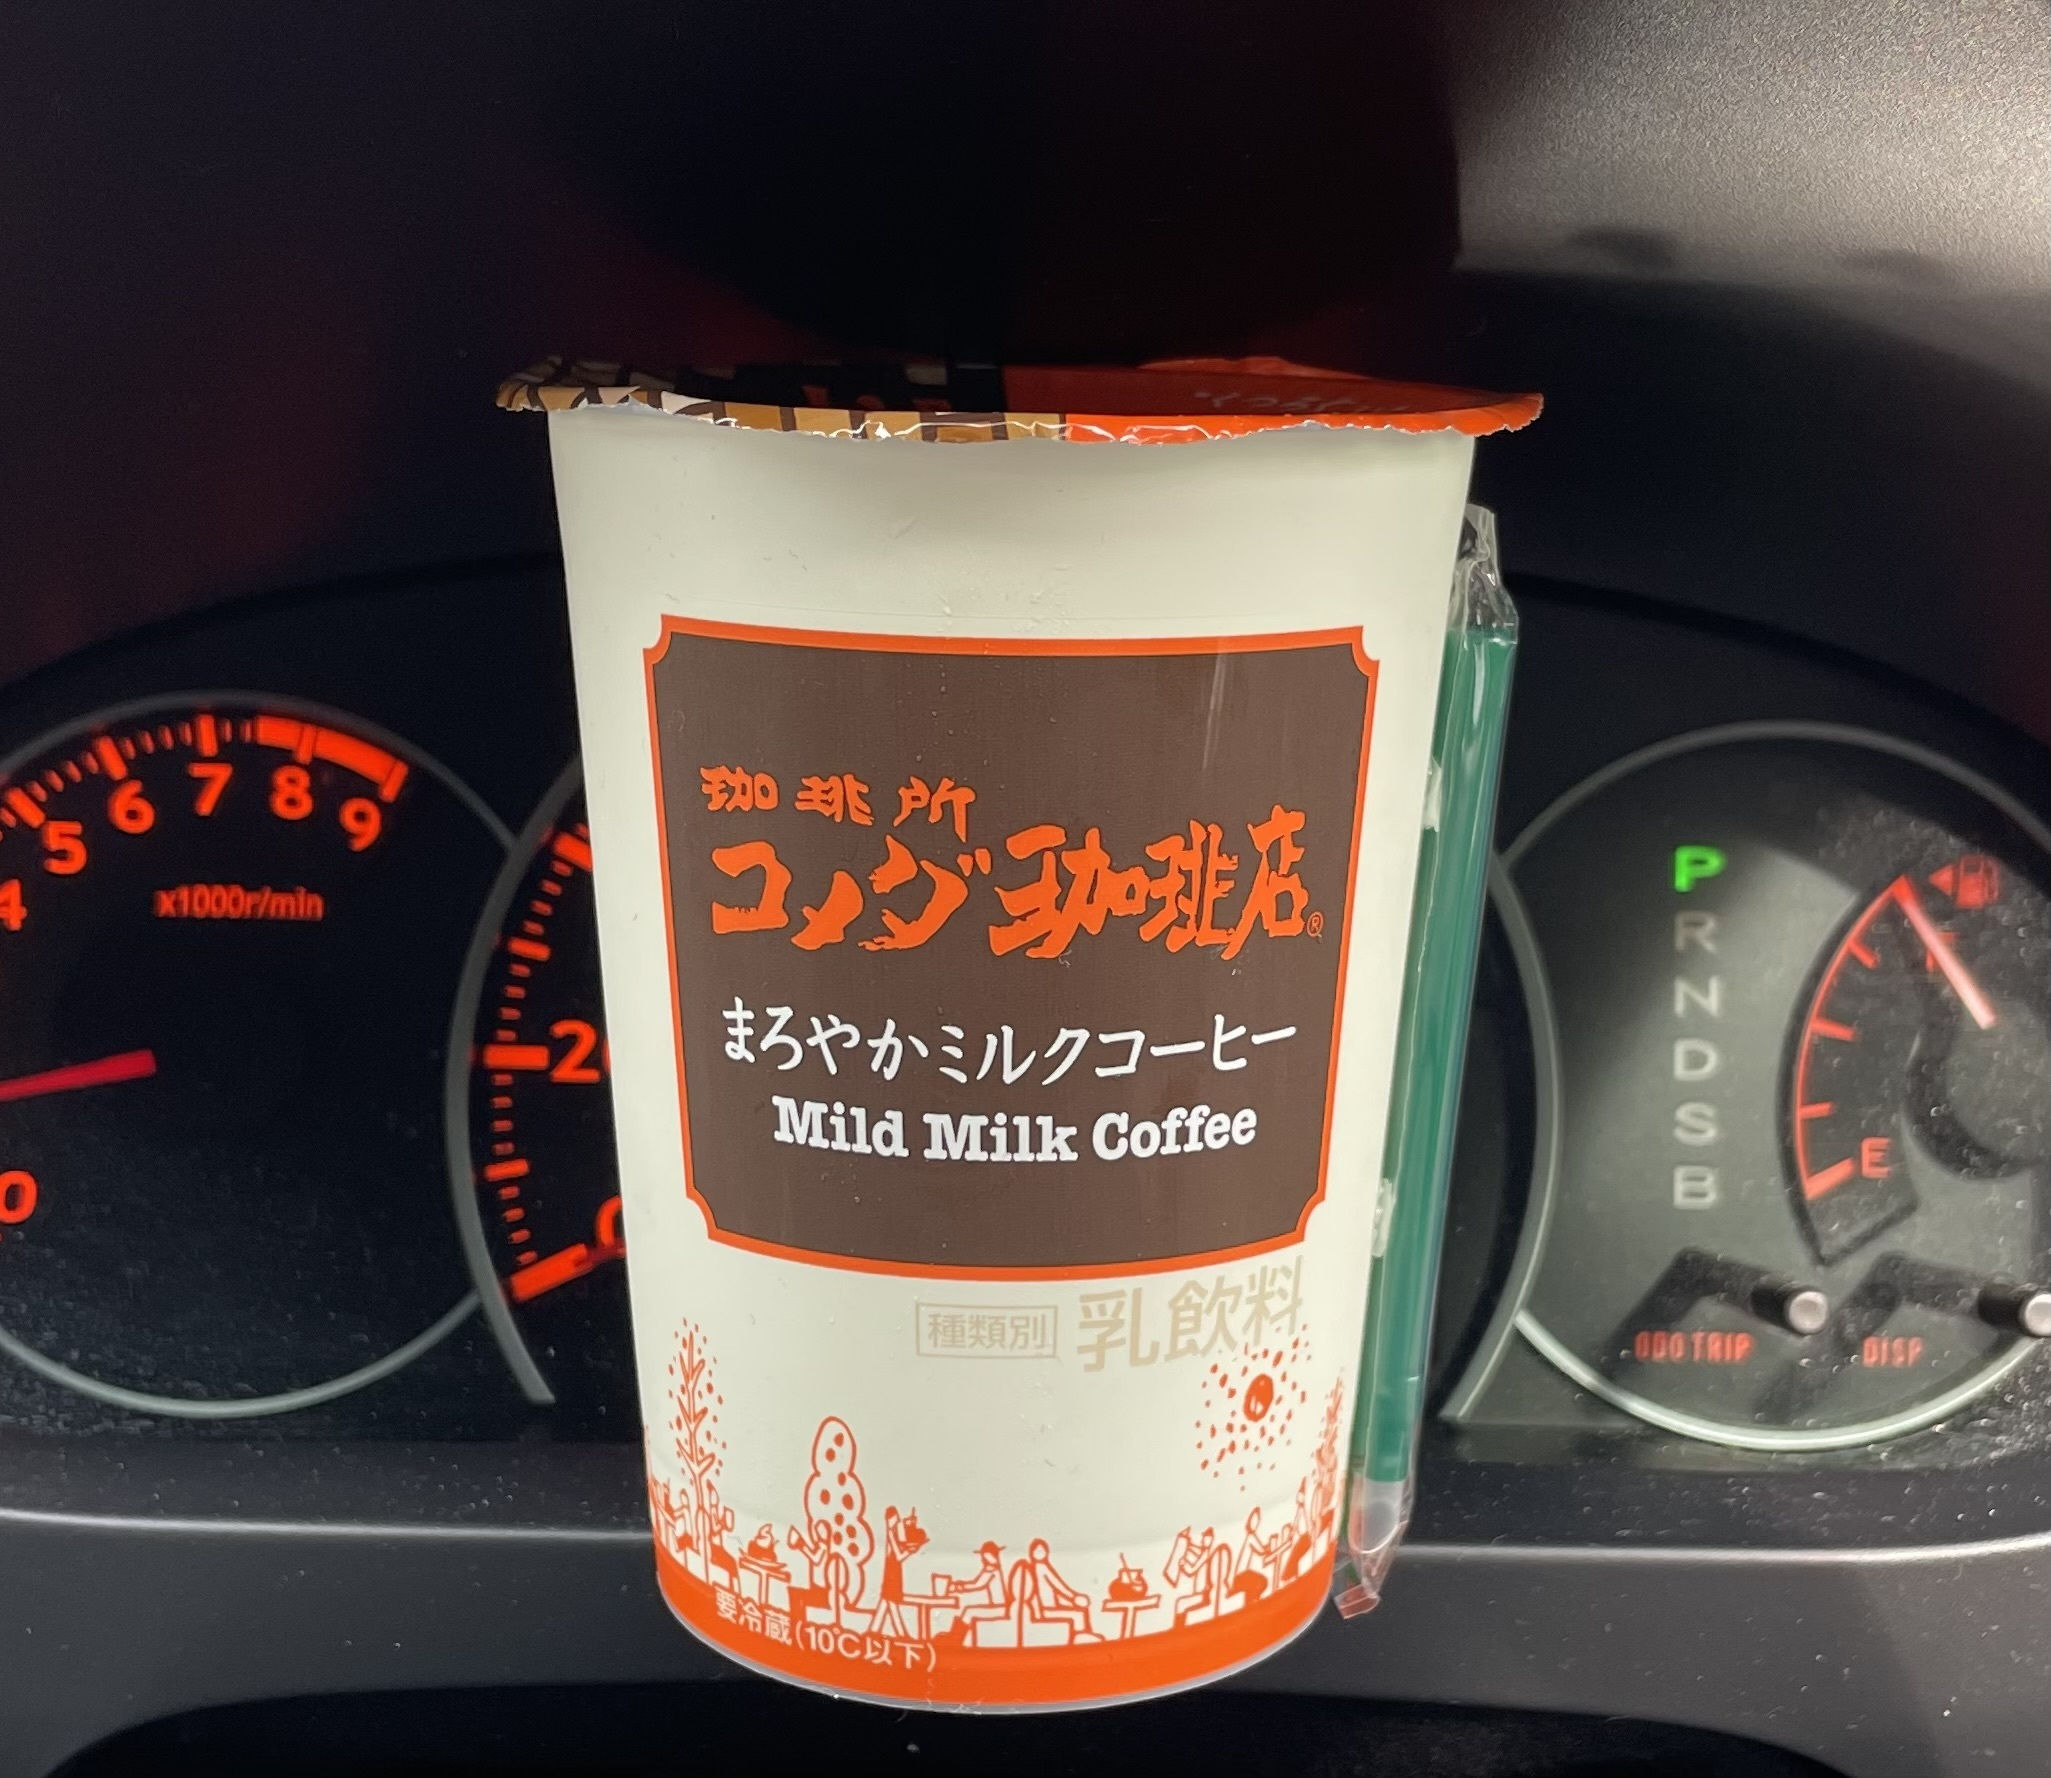 珈琲所
コメダ珈琲店®
まろやかミルクコーヒー
Mild Milk Coffee
種類別 乳飲料
要冷蔵(10℃以下)
4
5
6
7
8
9
x1000r/min
0
P
R
N
D
S
B
F
E
ODO TRIP
DISP